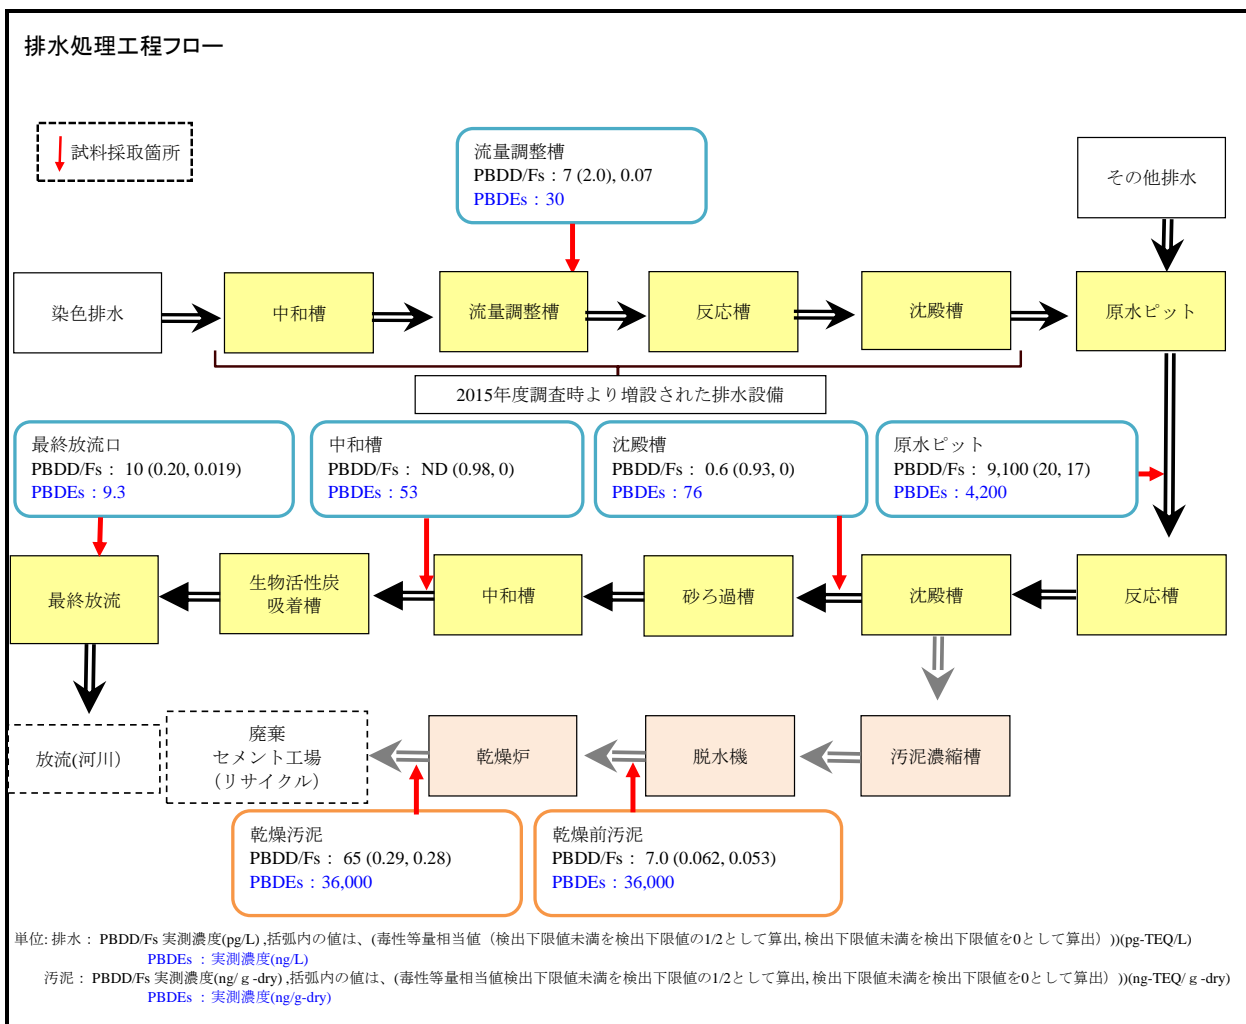 排水処理工程フロー
試料採取箇所
流量調整槽
PBDD/Fs：7 (2.0), 0.07
PBDEs：30
その他排水
染色排水
中和槽
流量調整槽
反応槽
沈殿槽
原水ピット
2015年度調査時より増設された排水設備
最終放流口
PBDD/Fs： 10 (0.20, 0.019)
PBDEs：9.3
中和槽
PBDD/Fs： ND (0.98, 0)
PBDEs：53
沈殿槽
PBDD/Fs： 0.6 (0.93, 0)
PBDEs：76
原水ピット
PBDD/Fs： 9,100 (20, 17)
PBDEs：4,200
最終放流
生物活性炭
吸着槽
中和槽
砂ろ過槽
沈殿槽
反応槽
放流(河川）
廃棄
セメント工場
（リサイクル）
乾燥炉
脱水機
汚泥濃縮槽
乾燥汚泥
PBDD/Fs： 65 (0.29, 0.28)
PBDEs：36,000
乾燥前汚泥
PBDD/Fs： 7.0 (0.062, 0.053)
PBDEs：36,000
単位: 排水： PBDD/Fs 実測濃度(pg/L) ,括弧内の値は、(毒性等量相当値（検出下限値未満を検出下限値の1/2として算出, 検出下限値未満を検出下限値を0として算出））(pg-TEQ/L)
PBDEs ：実測濃度(ng/L)
汚泥：PBDD/Fs 実測濃度(ng/ｇ-dry) ,括弧内の値は、(毒性等量相当値検出下限値未満を検出下限値の1/2として算出, 検出下限値未満を検出下限値を0として算出））(ng-TEQ/ｇ-dry)
PBDEs ：実測濃度(ng/g-dry)